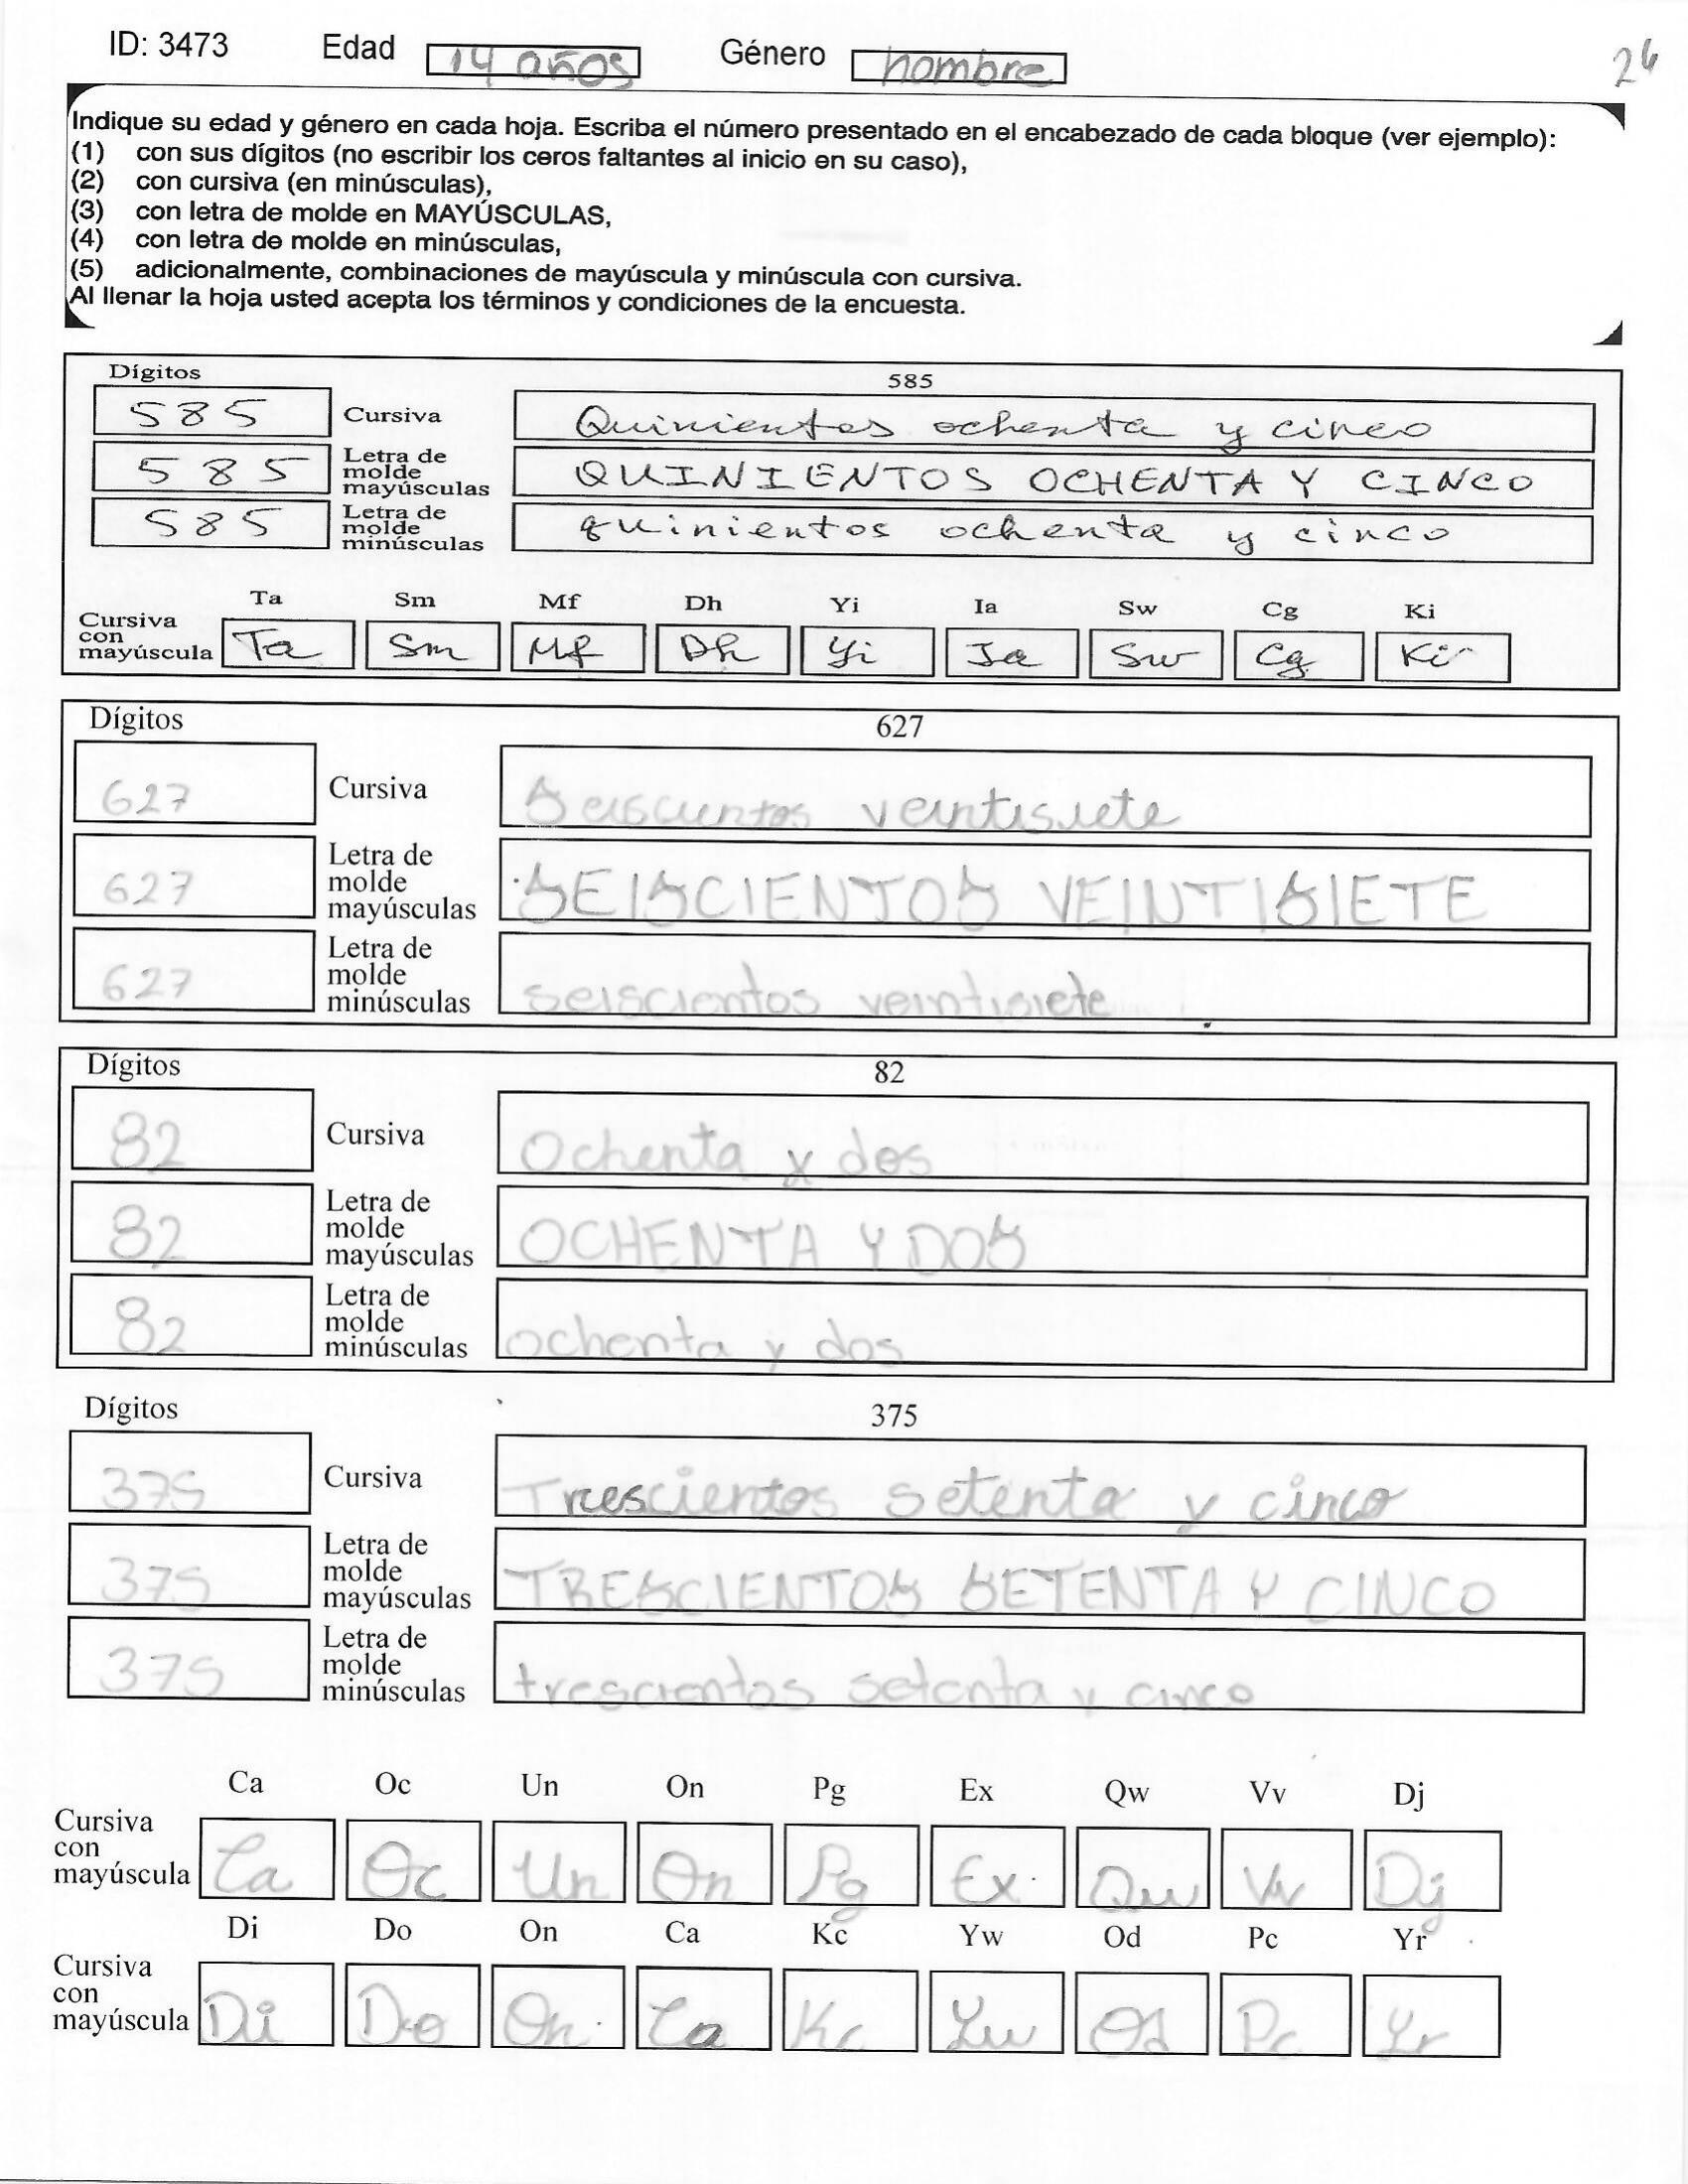 ID: 3473 Edad 14 años Género hombre 26
Indique su edad y género en cada hoja. Escriba el número presentado en el encabezado de cada bloque (ver ejemplo):
(1) con sus dígitos (no escribir los ceros faltantes al inicio en su caso),
(2) con cursiva (en minúsculas),
(3) con letra de molde en MAYÚSCULAS,
(4) con letra de molde en minúsculas,
(5) adicionalmente, combinaciones de mayúscula y minúscula con cursiva.
Al llenar la hoja usted acepta los términos y condiciones de la encuesta.
Dígitos 585
585 Cursiva Quinientos ochenta y cinco
585 Letra de molde mayúsculas QUINIENTOS OCHENTA Y CINCO
585 Letra de molde minúsculas quinientos ochenta y cinco
Ta Sm Mf Dh Yi Ia Sw Cg Ki
Cursiva con mayúscula Ta Sm Mf Dh Yi Ia Sw Cg Ki
Dígitos 627
627 Cursiva Seiscientos veintisiete
627 Letra de molde mayúsculas SEISCIENTOS VEINTISIETE
627 Letra de molde minúsculas seiscientos veintisiete
Dígitos 82
82 Cursiva Ochenta y dos
82 Letra de molde mayúsculas OCHENTA Y DOS
82 Letra de molde minúsculas ochenta y dos
Dígitos 375
375 Cursiva Trescientos setenta y cinco
375 Letra de molde mayúsculas TRESCIENTOS SETENTA Y CINCO
375 Letra de molde minúsculas trescientos setenta y cinco
Ca Oc Un On Pg Ex Qw Vv Dj
Cursiva con mayúscula Ca Oc Un On Pg Ex Qw Vv Dj
Di Do On Ca Kc Yw Od Pc Yr
Cursiva con mayúscula Di Do On Ca Kc Yw Od Pc Yr